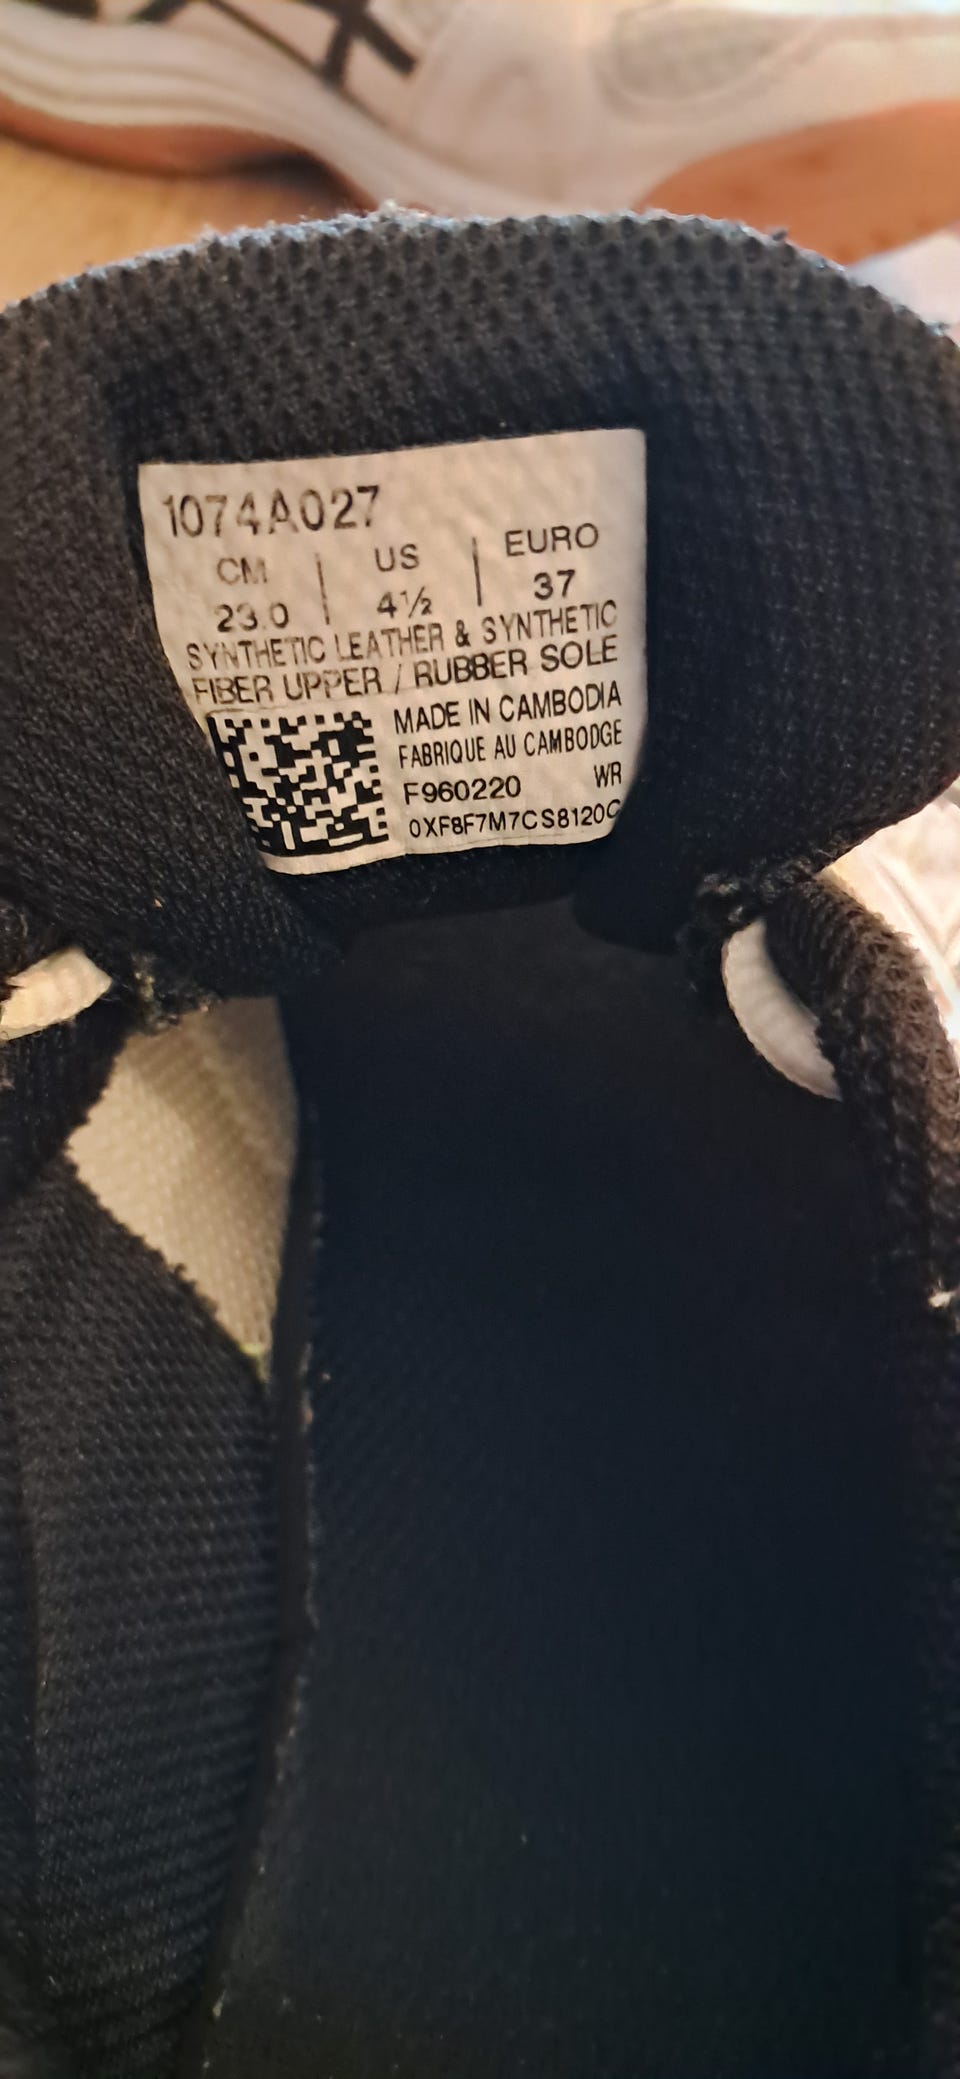 1074A027
CM | US | EURO
23.0 | 4½ | 37
SYNTHETIC LEATHER & SYNTHETIC
FIBER UPPER / RUBBER SOLE
MADE IN CAMBODIA
FABRIQUE AU CAMBODGE
F960220 WR
0XF8F7M7CS8120C